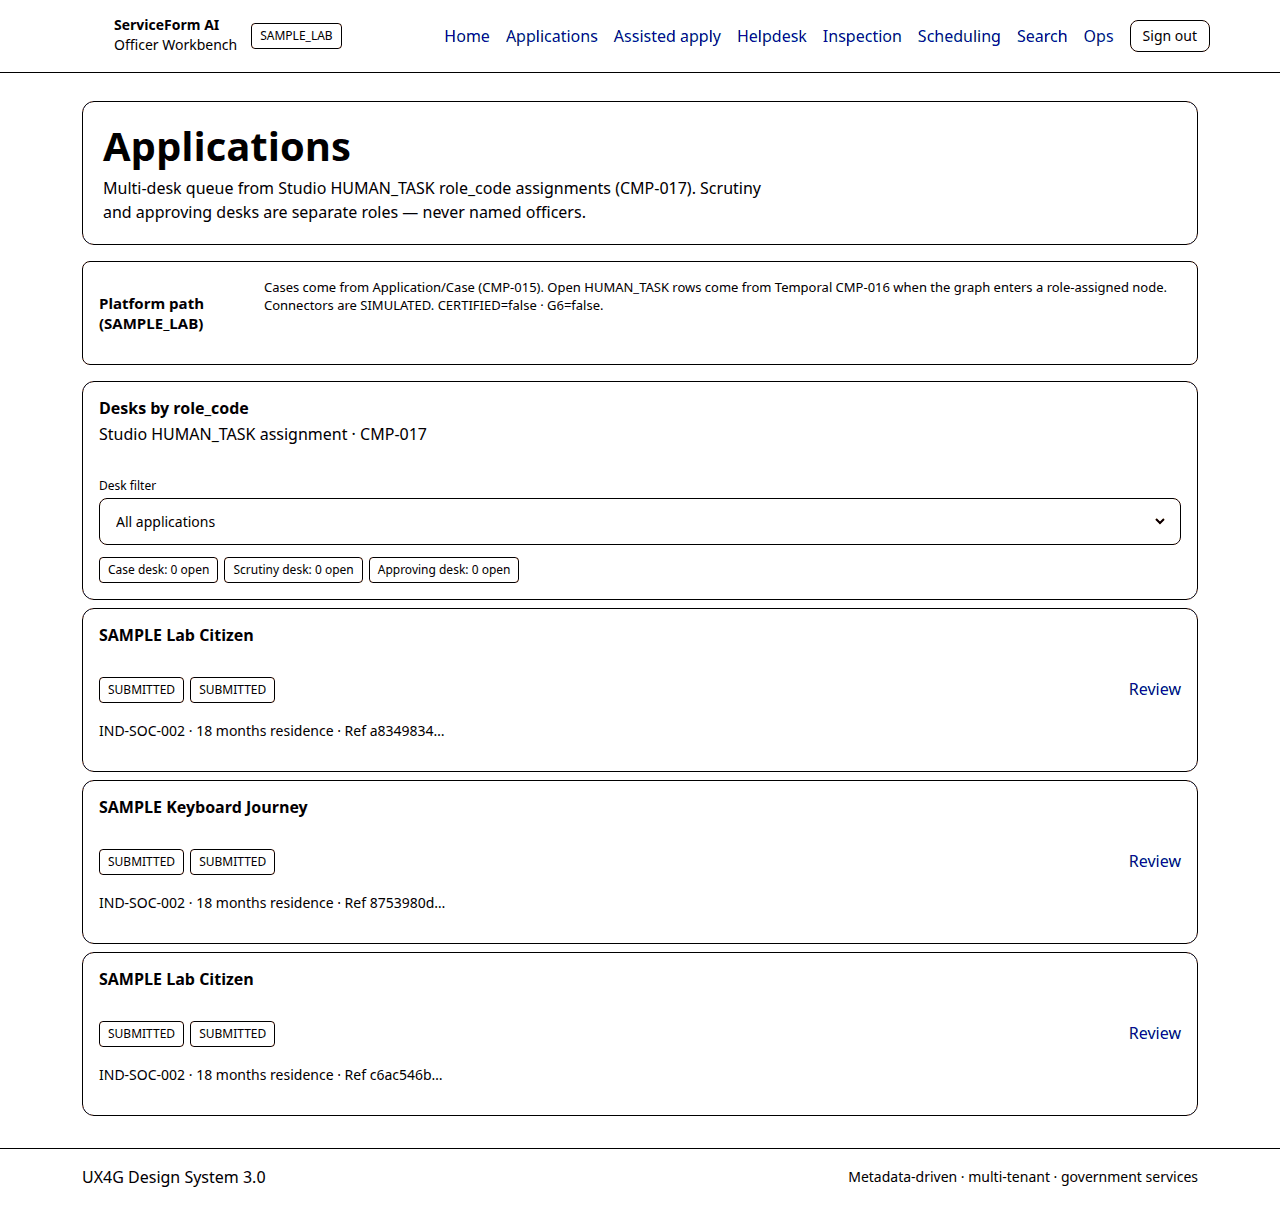 ServiceForm AI
Officer Workbench
SAMPLE_LAB
Home Applications Assisted apply Helpdesk Inspection Scheduling Search Ops Sign out
Applications
Multi-desk queue from Studio HUMAN_TASK role_code assignments (CMP-017). Scrutiny
and approving desks are separate roles — never named officers.
Platform path
(SAMPLE_LAB)
Cases come from Application/Case (CMP-015). Open HUMAN_TASK rows come from Temporal CMP-016 when the graph enters a role-assigned node.
Connectors are SIMULATED. CERTIFIED=false · G6=false.
Desks by role_code
Studio HUMAN_TASK assignment · CMP-017
Desk filter
All applications
Case desk: 0 open Scrutiny desk: 0 open Approving desk: 0 open
SAMPLE Lab Citizen
SUBMITTED SUBMITTED Review
IND-SOC-002 · 18 months residence · Ref a8349834…
SAMPLE Keyboard Journey
SUBMITTED SUBMITTED Review
IND-SOC-002 · 18 months residence · Ref 8753980d…
SAMPLE Lab Citizen
SUBMITTED SUBMITTED Review
IND-SOC-002 · 18 months residence · Ref c6ac546b…
UX4G Design System 3.0
Metadata-driven · multi-tenant · government services